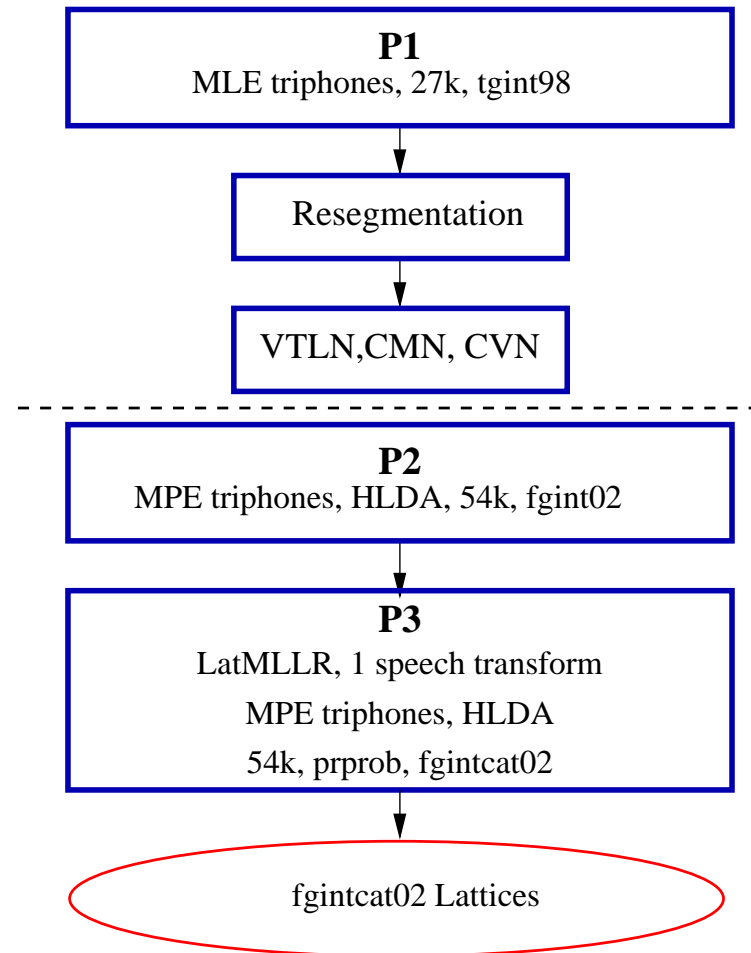 P1
MLE triphones, 27k, tgint98
Resegmentation
VTLN,CMN, CVN
P2
MPE triphones, HLDA, 54k, fgint02
P3
LatMLLR, 1 speech transform
MPE triphones, HLDA
54k, prprob, fgintcat02
fgintcat02 Lattices